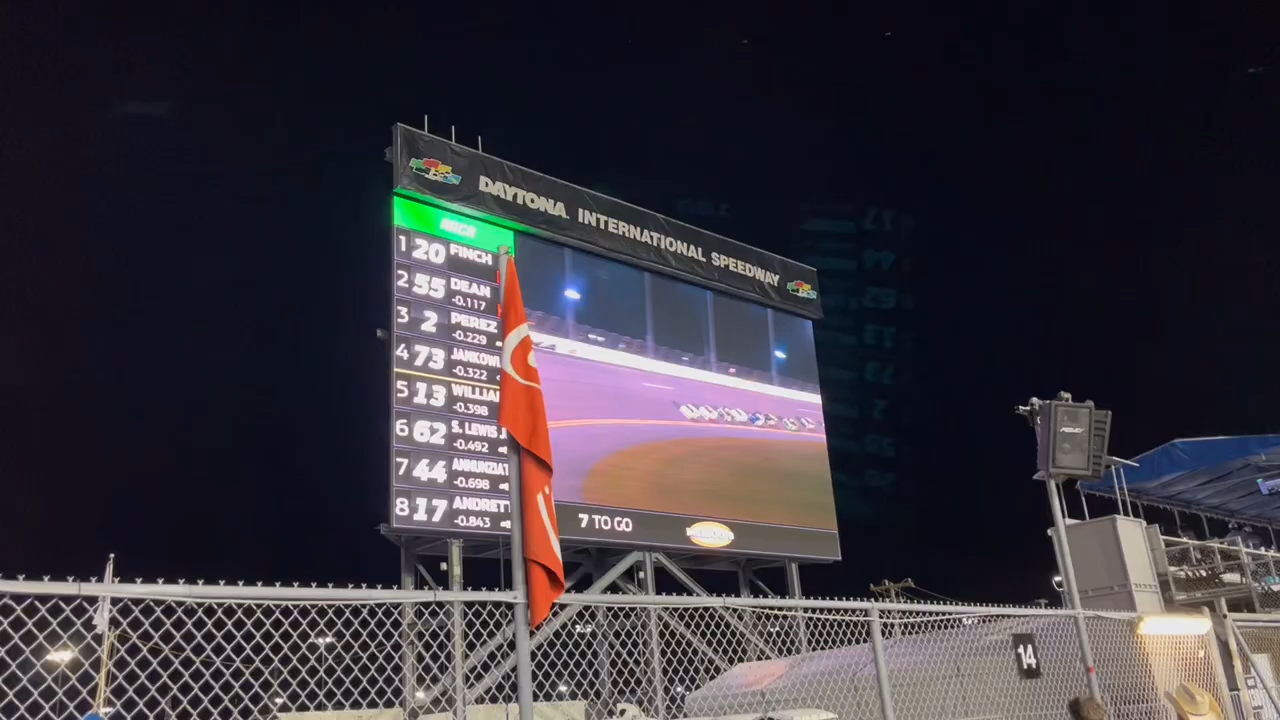 DAYTONA INTERNATIONAL SPEEDWAY
1 20 FINCH
2 55 DEAN
-0.117
3 2 PEREZ
-0.229
4 73
-0.322
5 13
-0.398
6 62 S. LEWIS
-0.492
7 44
-0.698
8 17
-0.843
7 TO GO
14